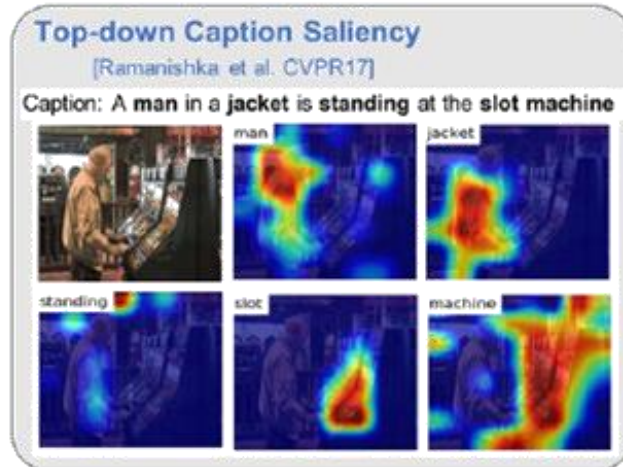 Top-down Caption Saliency
[Ramanishka et al. CVPR17]
Caption: A man in a jacket is standing at the slot machine
man
jacket
standing
slot
machine